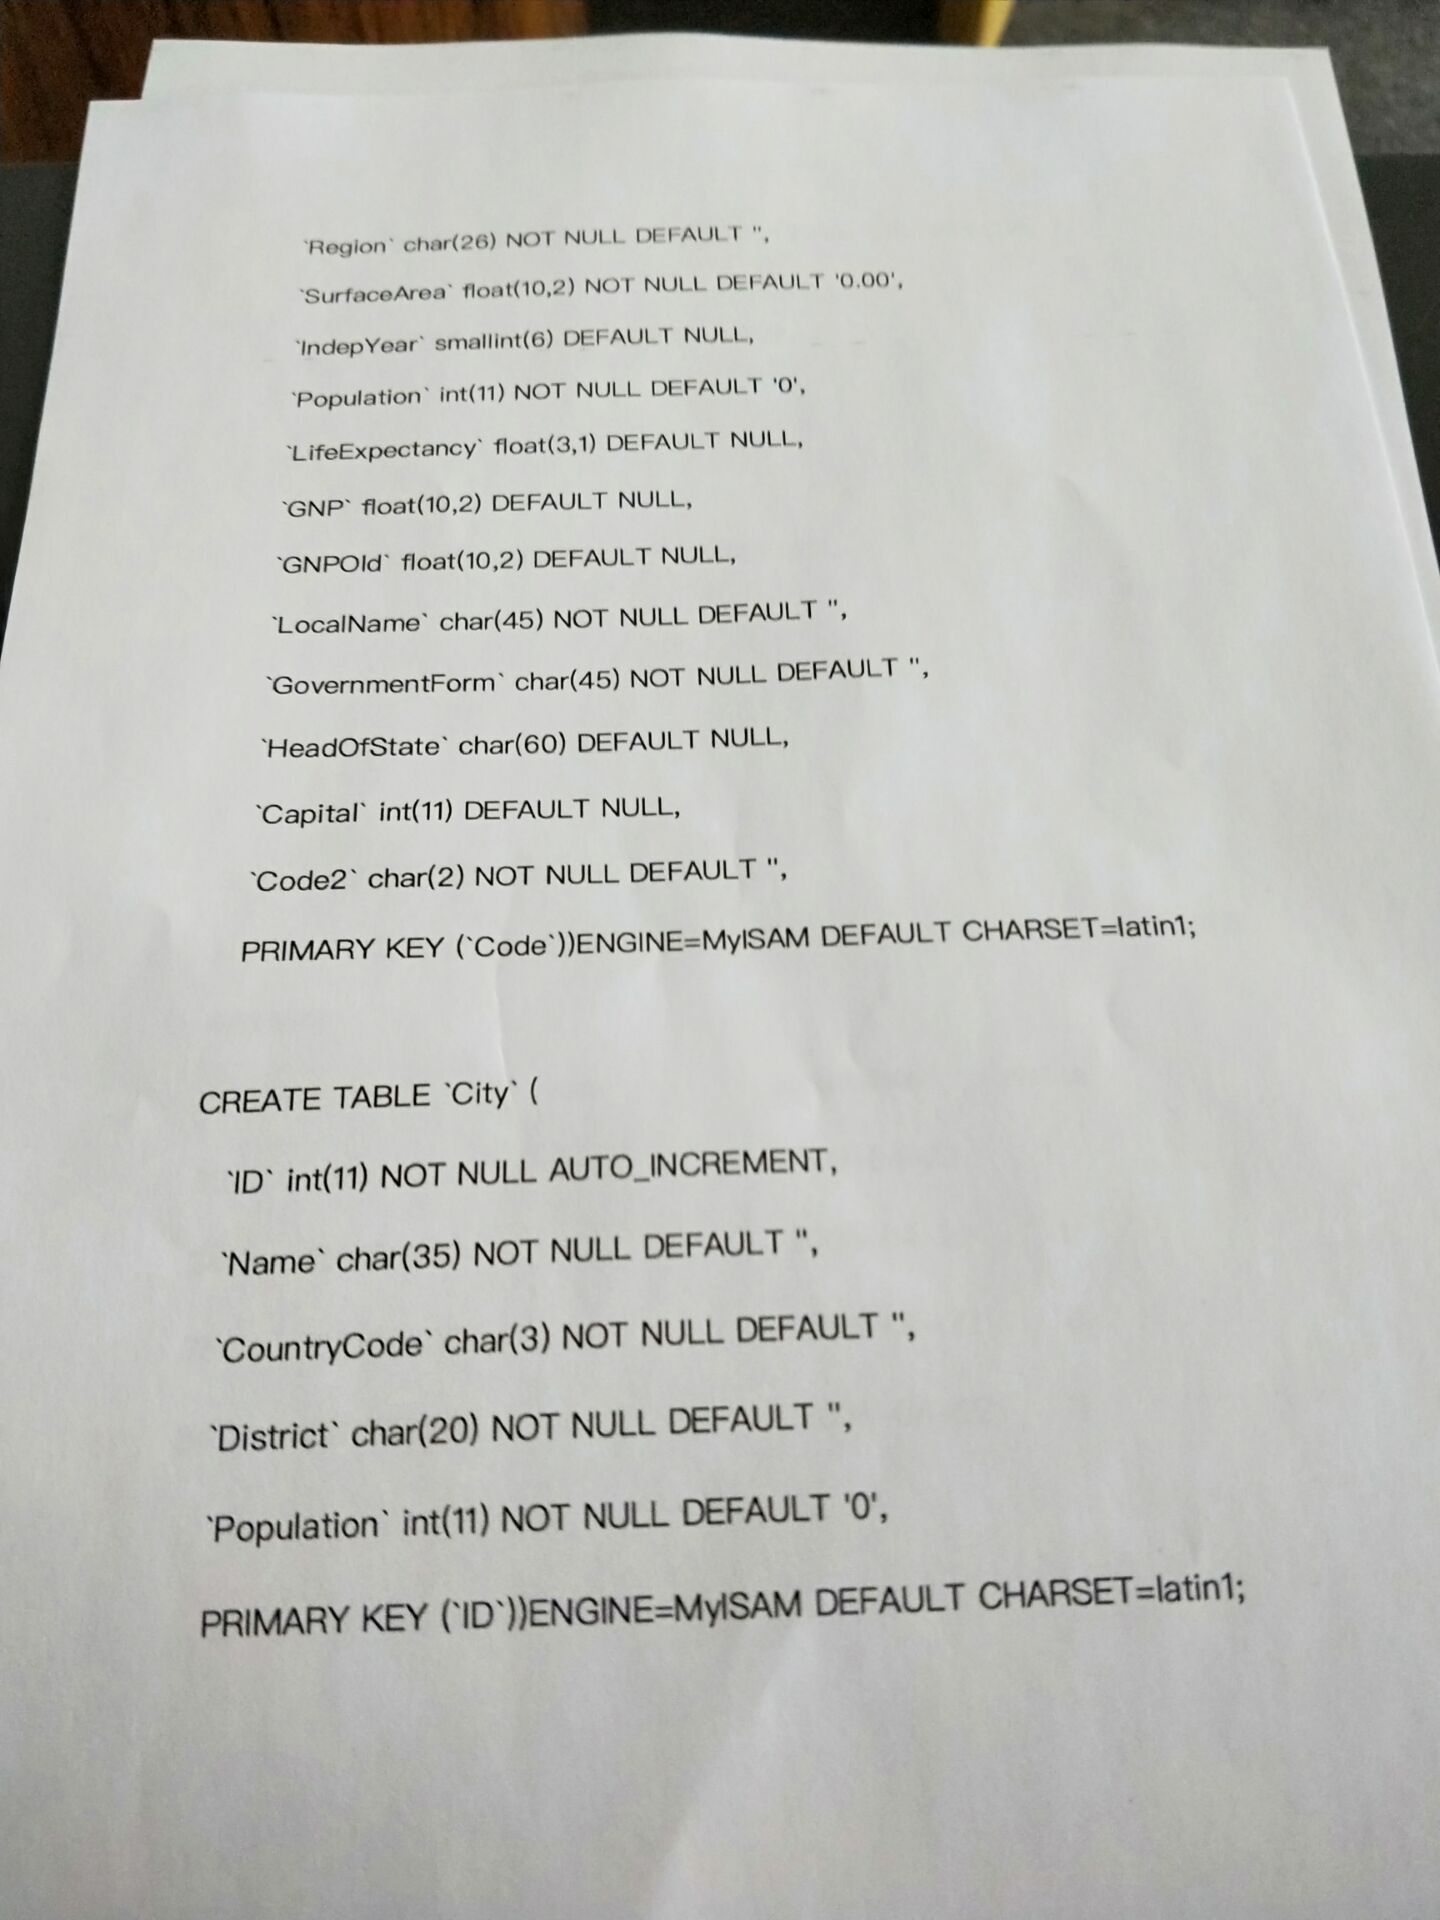 `Region` char(26) NOT NULL DEFAULT '',
`SurfaceArea` float(10,2) NOT NULL DEFAULT '0.00',
`IndepYear` smallint(6) DEFAULT NULL,
`Population` int(11) NOT NULL DEFAULT '0',
`LifeExpectancy` float(3,1) DEFAULT NULL,
`GNP` float(10,2) DEFAULT NULL,
`GNPOld` float(10,2) DEFAULT NULL,
`LocalName` char(45) NOT NULL DEFAULT '',
`GovernmentForm` char(45) NOT NULL DEFAULT '',
`HeadOfState` char(60) DEFAULT NULL,
`Capital` int(11) DEFAULT NULL,
`Code2` char(2) NOT NULL DEFAULT '',
PRIMARY KEY (`Code`))ENGINE=MyISAM DEFAULT CHARSET=latin1;
CREATE TABLE `City` (
`ID` int(11) NOT NULL AUTO_INCREMENT,
`Name` char(35) NOT NULL DEFAULT '',
`CountryCode` char(3) NOT NULL DEFAULT '',
`District` char(20) NOT NULL DEFAULT '',
`Population` int(11) NOT NULL DEFAULT '0',
PRIMARY KEY (`ID`))ENGINE=MyISAM DEFAULT CHARSET=latin1;